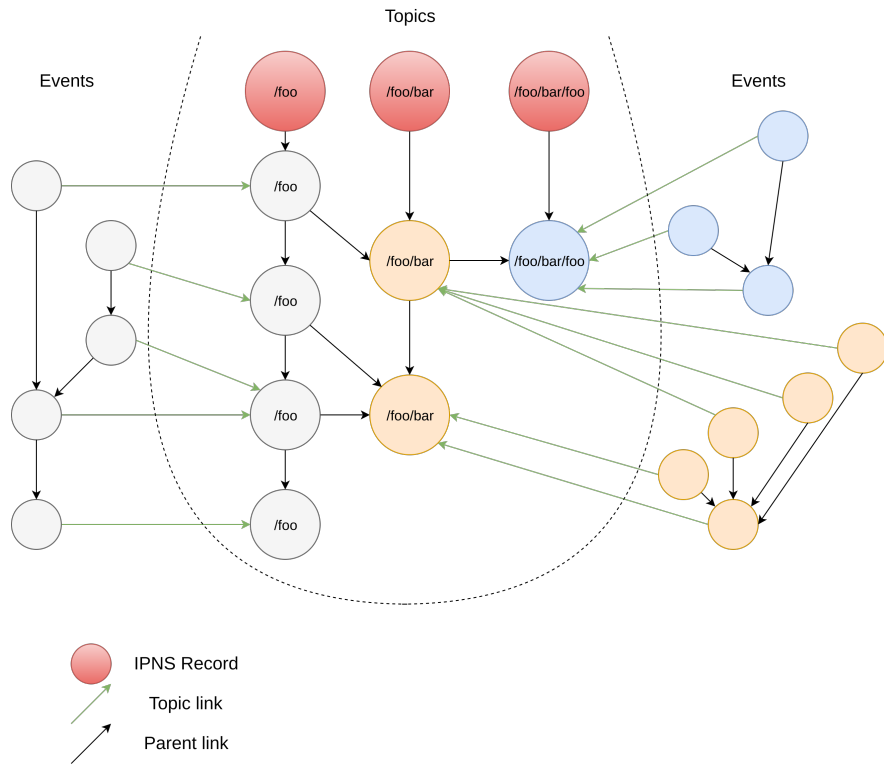 Topics
Events
Events
/foo
/foo/bar
/foo/bar/foo
/foo
/foo/bar
/foo/bar/foo
/foo
/foo
/foo/bar
/foo
IPNS Record
Topic link
Parent link